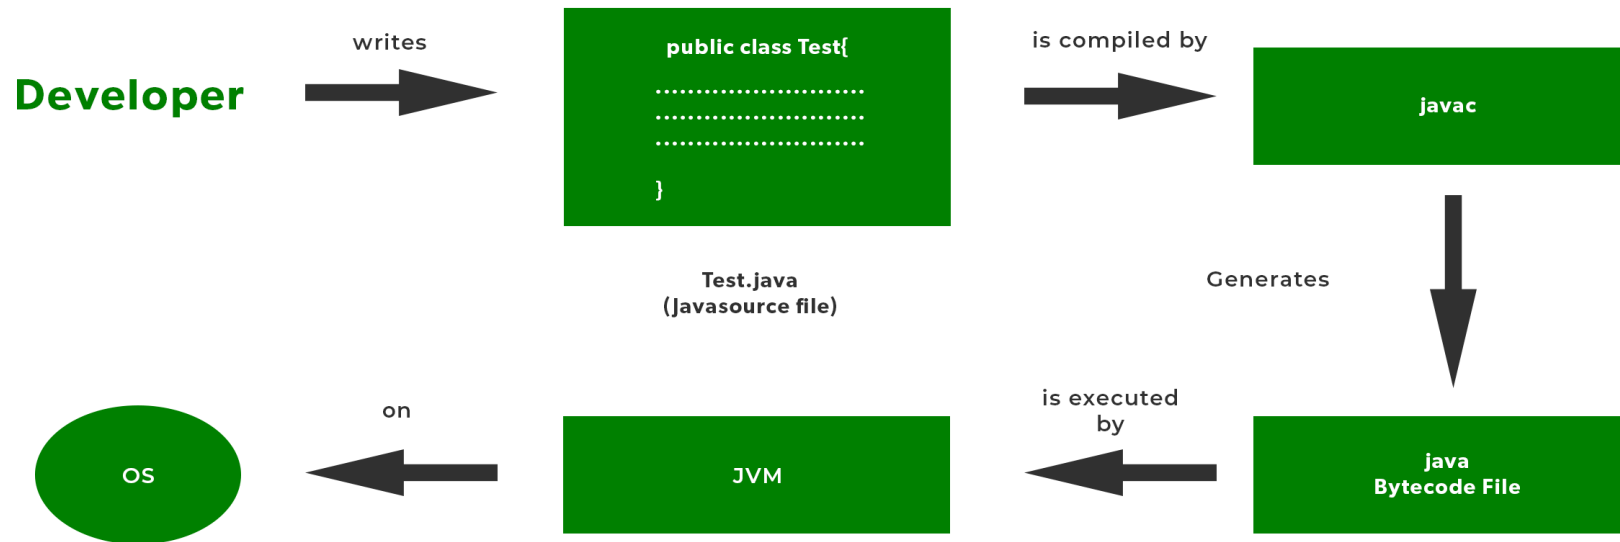 writes
Developer
public class Test{
..........................
..........................
..........................
}
Test.java
(Javasource file)
is compiled by
javac
Generates
java
Bytecode File
is executed
by
JVM
on
OS